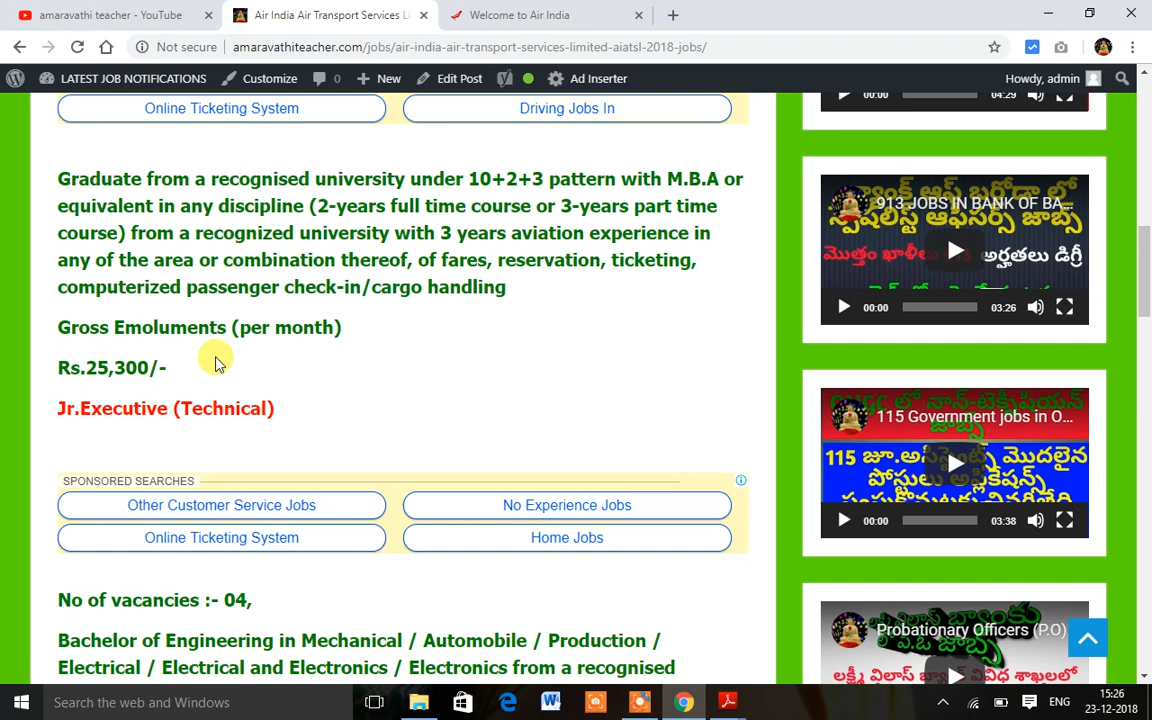 amaravathi teacher - YouTube
Air India Air Transport Services Li
Welcome to Air India
Not secure
amaravathiteacher.com/jobs/air-india-air-transport-services-limited-aiatsl-2018-jobs/
LATEST JOB NOTIFICATIONS
Customize
0
New
Edit Post
Ad Inserter
Howdy, admin
Online Ticketing System
Driving Jobs In
Graduate from a recognised university under 10+2+3 pattern with M.B.A or
equivalent in any discipline (2-years full time course or 3-years part time
course) from a recognized university with 3 years aviation experience in
any of the area or combination thereof, of fares, reservation, ticketing,
computerized passenger check-in/cargo handling
Gross Emoluments (per month)
Rs.25,300/-
Jr.Executive (Technical)
SPONSORED SEARCHES
Other Customer Service Jobs
No Experience Jobs
Online Ticketing System
Home Jobs
No of vacancies :- 04,
Bachelor of Engineering in Mechanical / Automobile / Production /
Electrical / Electrical and Electronics / Electronics from a recognised
00:00
04:29
913 JOBS IN BANK OF BA...
మొత్తం ఖాళీలు
అర్హతలు డిగ్రీ
00:00
03:26
115 Government jobs in O...
115 జూ.అసిస్టెంట్స్ మొదలైన
00:00
03:38
Probationary Officers (P.O)
లక్ష్మీ విలాస్ బ్యాంకు వివిధ శాఖలలో
Search the web and Windows
ENG
15:26
23-12-2018